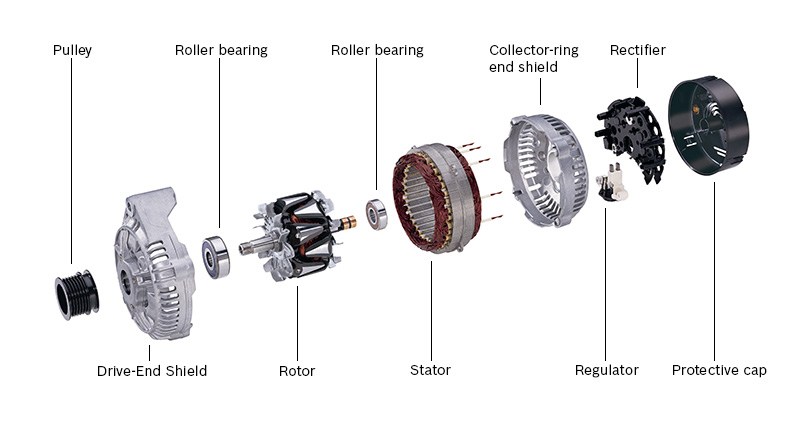 Pulley
Roller bearing
Roller bearing
Collector-ring
end shield
Rectifier
Drive-End Shield
Rotor
Stator
Regulator
Protective cap